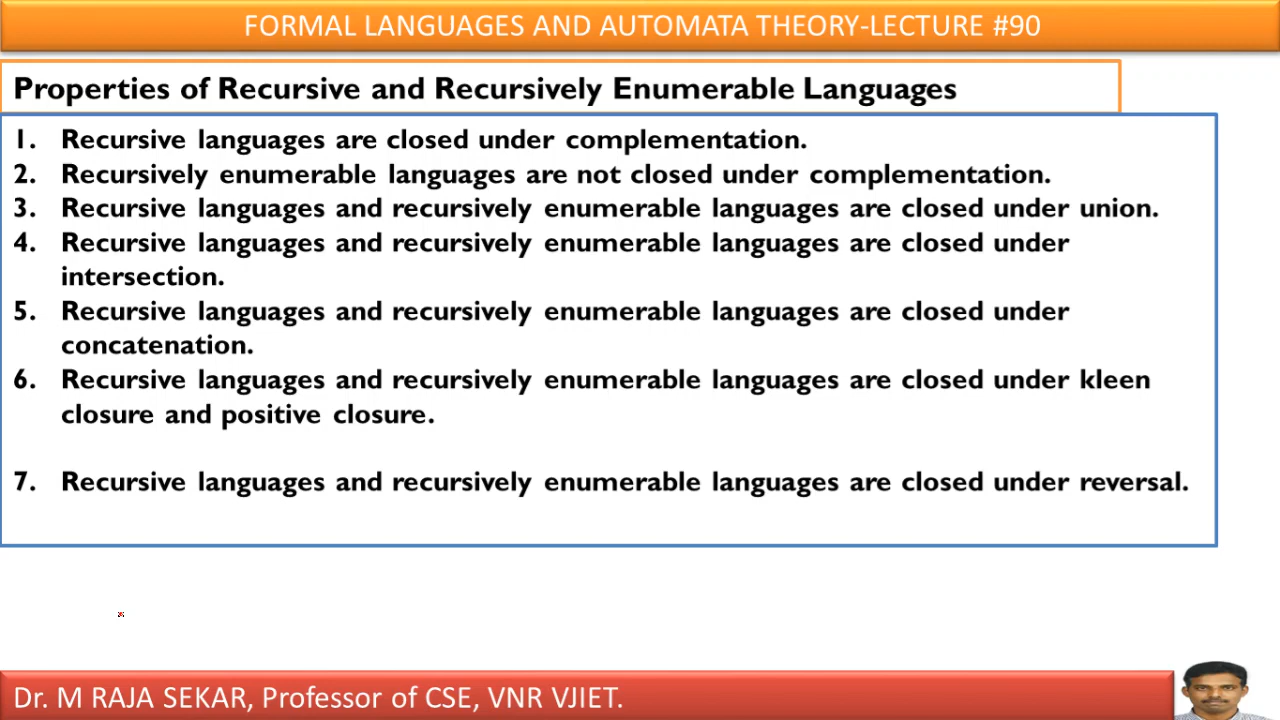 FORMAL LANGUAGES AND AUTOMATA THEORY-LECTURE #90
Properties of Recursive and Recursively Enumerable Languages
1. Recursive languages are closed under complementation.
2. Recursively enumerable languages are not closed under complementation.
3. Recursive languages and recursively enumerable languages are closed under union.
4. Recursive languages and recursively enumerable languages are closed under
intersection.
5. Recursive languages and recursively enumerable languages are closed under
concatenation.
6. Recursive languages and recursively enumerable languages are closed under kleen
closure and positive closure.
7. Recursive languages and recursively enumerable languages are closed under reversal.
Dr. M RAJA SEKAR, Professor of CSE, VNR VJIET.